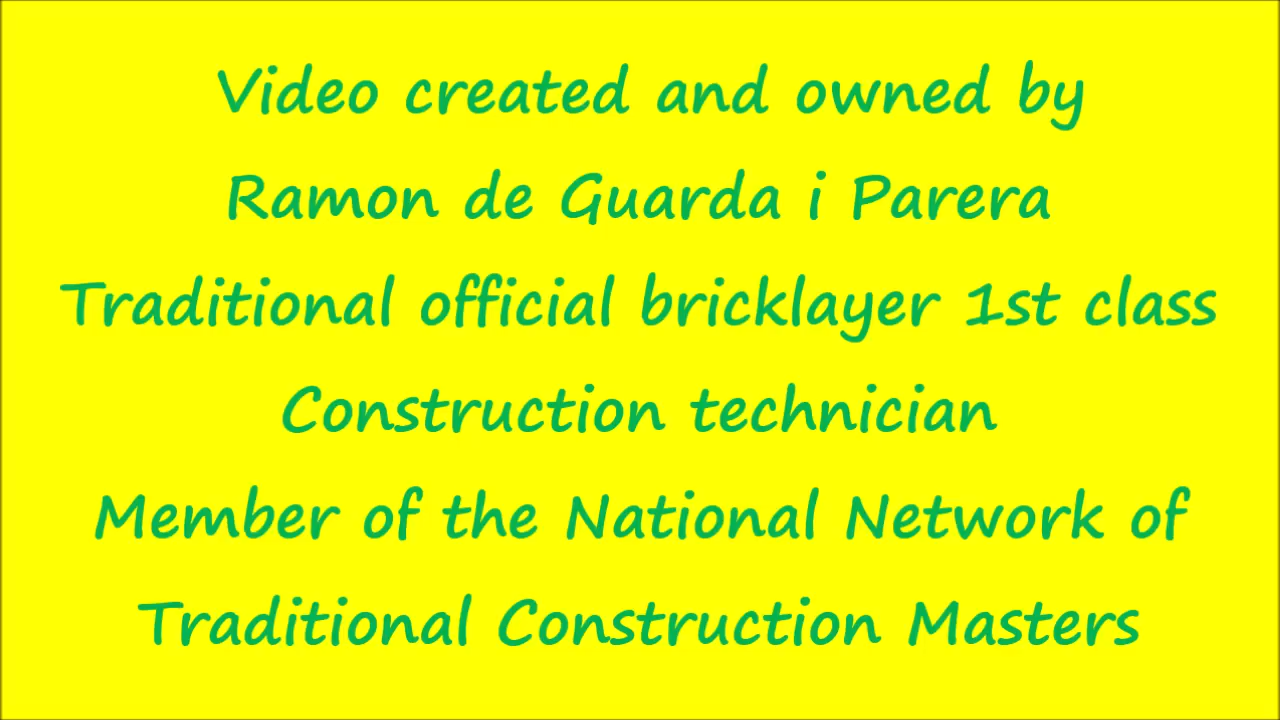 Video created and owned by
Ramon de Guarda i Parera
Traditional official bricklayer 1st class
Construction technician
Member of the National Network of
Traditional Construction Masters